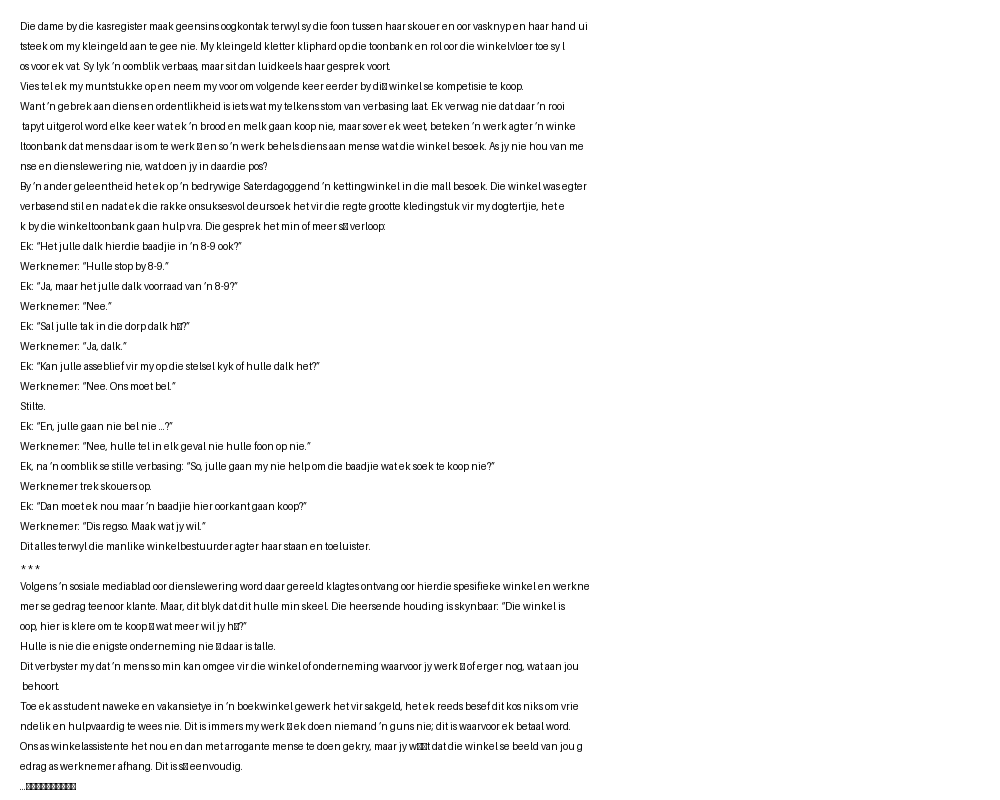 Die dame by die kasregister maak geensins oogkontak terwyl sy die foon tussen haar skouer en oor vasknyp en haar hand ui
tsteek om my kleingeld aan te gee nie. My kleingeld kletter kliphard op die toonbank en rol oor die winkelvloer toe sy l
os voor ek vat. Sy lyk ’n oomblik verbaas, maar sit dan luidkeels haar gesprek voort.
Vies tel ek my muntstukke op en neem my voor om volgende keer eerder by di� winkel se kompetisie te koop.
Want ’n gebrek aan diens en ordentlikheid is iets wat my telkens stom van verbasing laat. Ek verwag nie dat daar ’n rooi
tapyt uitgerol word elke keer wat ek ’n brood en melk gaan koop nie, maar sover ek weet, beteken ’n werk agter ’n winke
ltoonbank dat mens daar is om te werk � en so ’n werk behels diens aan mense wat die winkel besoek. As jy nie hou van me
nse en dienslewering nie, wat doen jy in daardie pos?
By ’n ander geleentheid het ek op ’n bedrywige Saterdagoggend ’n kettingwinkel in die mall besoek. Die winkel was egter
verbasend stil en nadat ek die rakke onsuksesvol deursoek het vir die regte grootte kledingstuk vir my dogtertjie, het e
k by die winkeltoonbank gaan hulp vra. Die gesprek het min of meer s� verloop:
Ek: “Het julle dalk hierdie baadjie in ’n 8-9 ook?”
Werknemer: “Hulle stop by 8-9.”
Ek: “Ja, maar het julle dalk voorraad van ’n 8-9?”
Werknemer: “Nee.”
Ek: “Sal julle tak in die dorp dalk h�?”
Werknemer: “Ja, dalk.”
Ek: “Kan julle asseblief vir my op die stelsel kyk of hulle dalk het?”
Werknemer: “Nee. Ons moet bel.”
Stilte.
Ek: “En, julle gaan nie bel nie ...?”
Werknemer: “Nee, hulle tel in elk geval nie hulle foon op nie.”
Ek, na ’n oomblik se stille verbasing: “So, julle gaan my nie help om die baadjie wat ek soek te koop nie?”
Werknemer trek skouers op.
Ek: “Dan moet ek nou maar ’n baadjie hier oorkant gaan koop?”
Werknemer: “Dis reg so. Maak wat jy wil.”
Dit alles terwyl die manlike winkelbestuurder agter haar staan en toeluister.
* * *
Volgens ’n sosiale mediablad oor dienslewering word daar gereeld klagtes ontvang oor hierdie spesifieke winkel en werkne
mer se gedrag teenoor klante. Maar, dit blyk dat dit hulle min skeel. Die heersende houding is skynbaar: “Die winkel is
oop, hier is klere om te koop � wat meer wil jy h�?”
Hulle is nie die enigste onderneming nie � daar is talle.
Dit verbyster my dat ’n mens so min kan omgee vir die winkel of onderneming waarvoor jy werk � of erger nog, wat aan jou
behoort.
Toe ek as student naweke en vakansietye in ’n boekwinkel gewerk het vir sakgeld, het ek reeds besef dit kos niks om vrie
ndelik en hulpvaardig te wees nie. Dit is immers my werk � ek doen niemand ’n guns nie; dit is waarvoor ek betaal word.
Ons as winkelassistente het nou en dan met arrogante mense te doen gekry, maar jy w��t dat die winkel se beeld van jou g
edrag as werknemer afhang. Dit is s� eenvoudig.
...